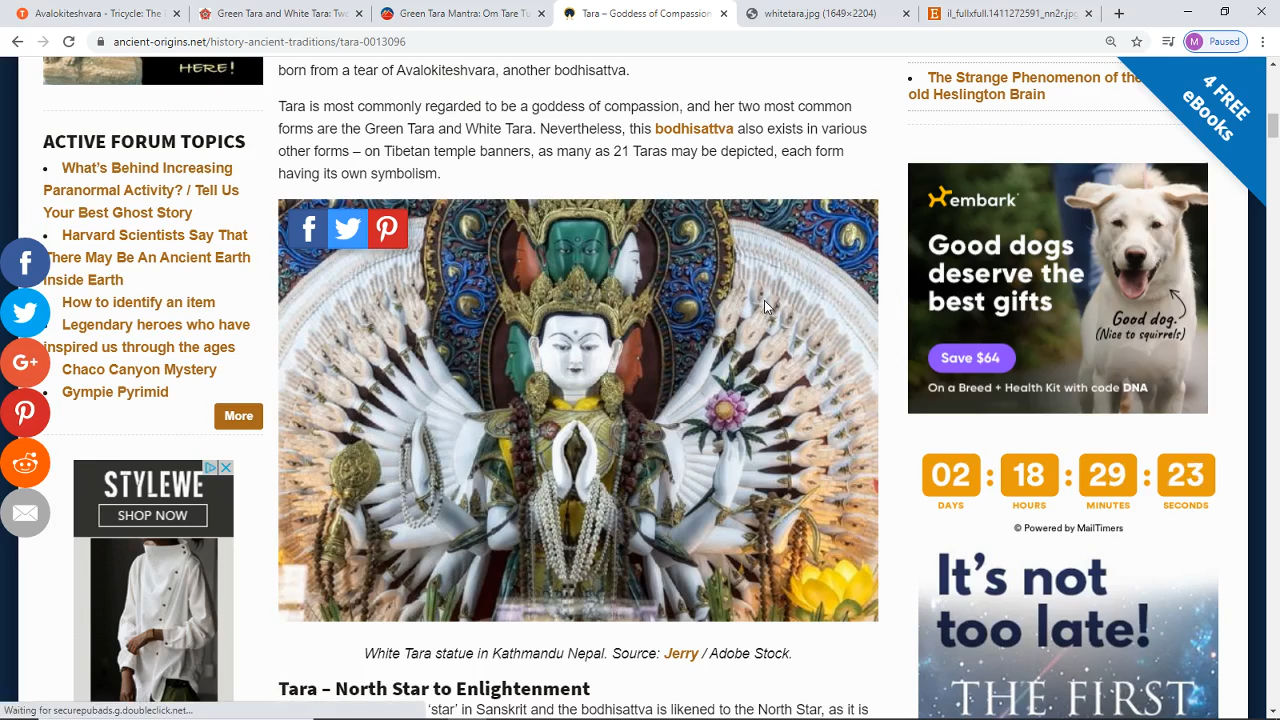 Avalokiteshvara - The 1000 Ar
Green Tara and White Tara: Two
Green Tara Mantra: Om Tare Tu
Tara – Goddess of Compassion
whitetara.jpg (1649×2204)
il_fullxfull.1411272591_nn2r.jpg
ancient-origins.net/history-ancient-traditions/tara-0013096
M
Paused
HERE!
ACTIVE FORUM TOPICS
What's Behind Increasing
Paranormal Activity? / Tell Us
Your Best Ghost Story
Harvard Scientists Say That
There May Be An Ancient Earth
Inside Earth
How to identify an item
Legendary heroes who have
inspired us through the ages
Chaco Canyon Mystery
Gympie Pyrimid
More
STYLEWE
SHOP NOW
born from a tear of Avalokiteshvara, another bodhisattva.
Tara is most commonly regarded to be a goddess of compassion, and her two most common
forms are the Green Tara and White Tara. Nevertheless, this bodhisattva also exists in various
other forms – on Tibetan temple banners, as many as 21 Taras may be depicted, each form
having its own symbolism.
White Tara statue in Kathmandu Nepal. Source: Jerry / Adobe Stock.
Tara – North Star to Enlightenment
'star' in Sanskrit and the bodhisattva is likened to the North Star, as it is
The Strange Phenomenon of the
old Heslington Brain
4 FREE
eBooks
embark
Good dogs
deserve the
best gifts
Good dog.
(Nice to squirrels)
Save $64
On a Breed + Health Kit with code DNA
02 : 18 : 29 : 23
DAYS HOURS MINUTES SECONDS
© Powered by MailTimers
It's not
too late!
THE FIRST
Waiting for securepubads.g.doubleclick.net...